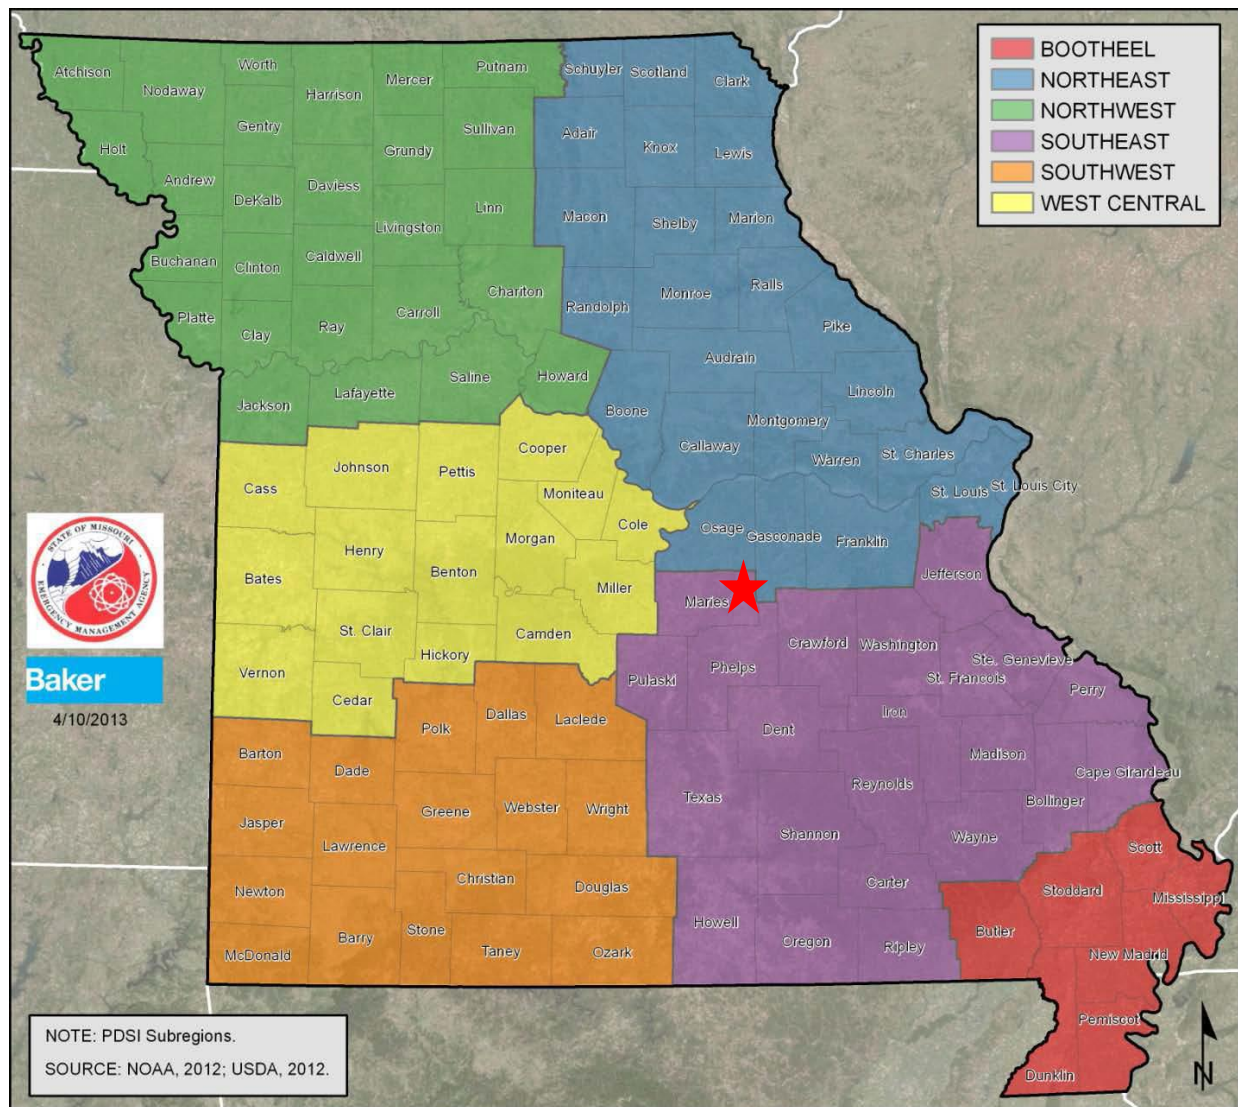 BOOTHEEL
NORTHEAST
NORTHWEST
SOUTHEAST
SOUTHWEST
WEST CENTRAL
Atchison
Nodaway
Worth
Harrison
Mercer
Putnam
Schuyler
Scotland
Clark
Gentry
Sullivan
Adair
Knox
Lewis
Holt
Grundy
Andrew
DeKalb
Daviess
Linn
Macon
Shelby
Marion
Livingston
Buchanan
Clinton
Caldwell
Chariton
Randolph
Monroe
Ralls
Platte
Clay
Ray
Carroll
Pike
Audrain
Jackson
Lafayette
Saline
Howard
Boone
Lincoln
Montgomery
Callaway
Warren
St. Charles
St. Louis
St. Louis City
Cass
Johnson
Pettis
Cooper
Moniteau
Cole
Osage
Gasconade
Franklin
Bates
Henry
Morgan
Benton
Miller
Maries
Jefferson
St. Clair
Camden
Hickory
Vernon
Cedar
Pulaski
Phelps
Crawford
Washington
Ste. Genevieve
St. Francois
Perry
Polk
Dallas
Laclede
Dent
Iron
Madison
Cape Girardeau
Barton
Dade
Greene
Webster
Wright
Texas
Reynolds
Bollinger
Jasper
Lawrence
Shannon
Wayne
Scott
Newton
Christian
Douglas
Carter
Stoddard
Mississippi
McDonald
Barry
Stone
Taney
Ozark
Howell
Oregon
Ripley
Butler
New Madrid
Pemiscot
Dunklin
STATE OF MISSOURI
EMERGENCY MANAGEMENT AGENCY
Baker
4/10/2013
NOTE: PDSI Subregions.
SOURCE: NOAA, 2012; USDA, 2012.
N